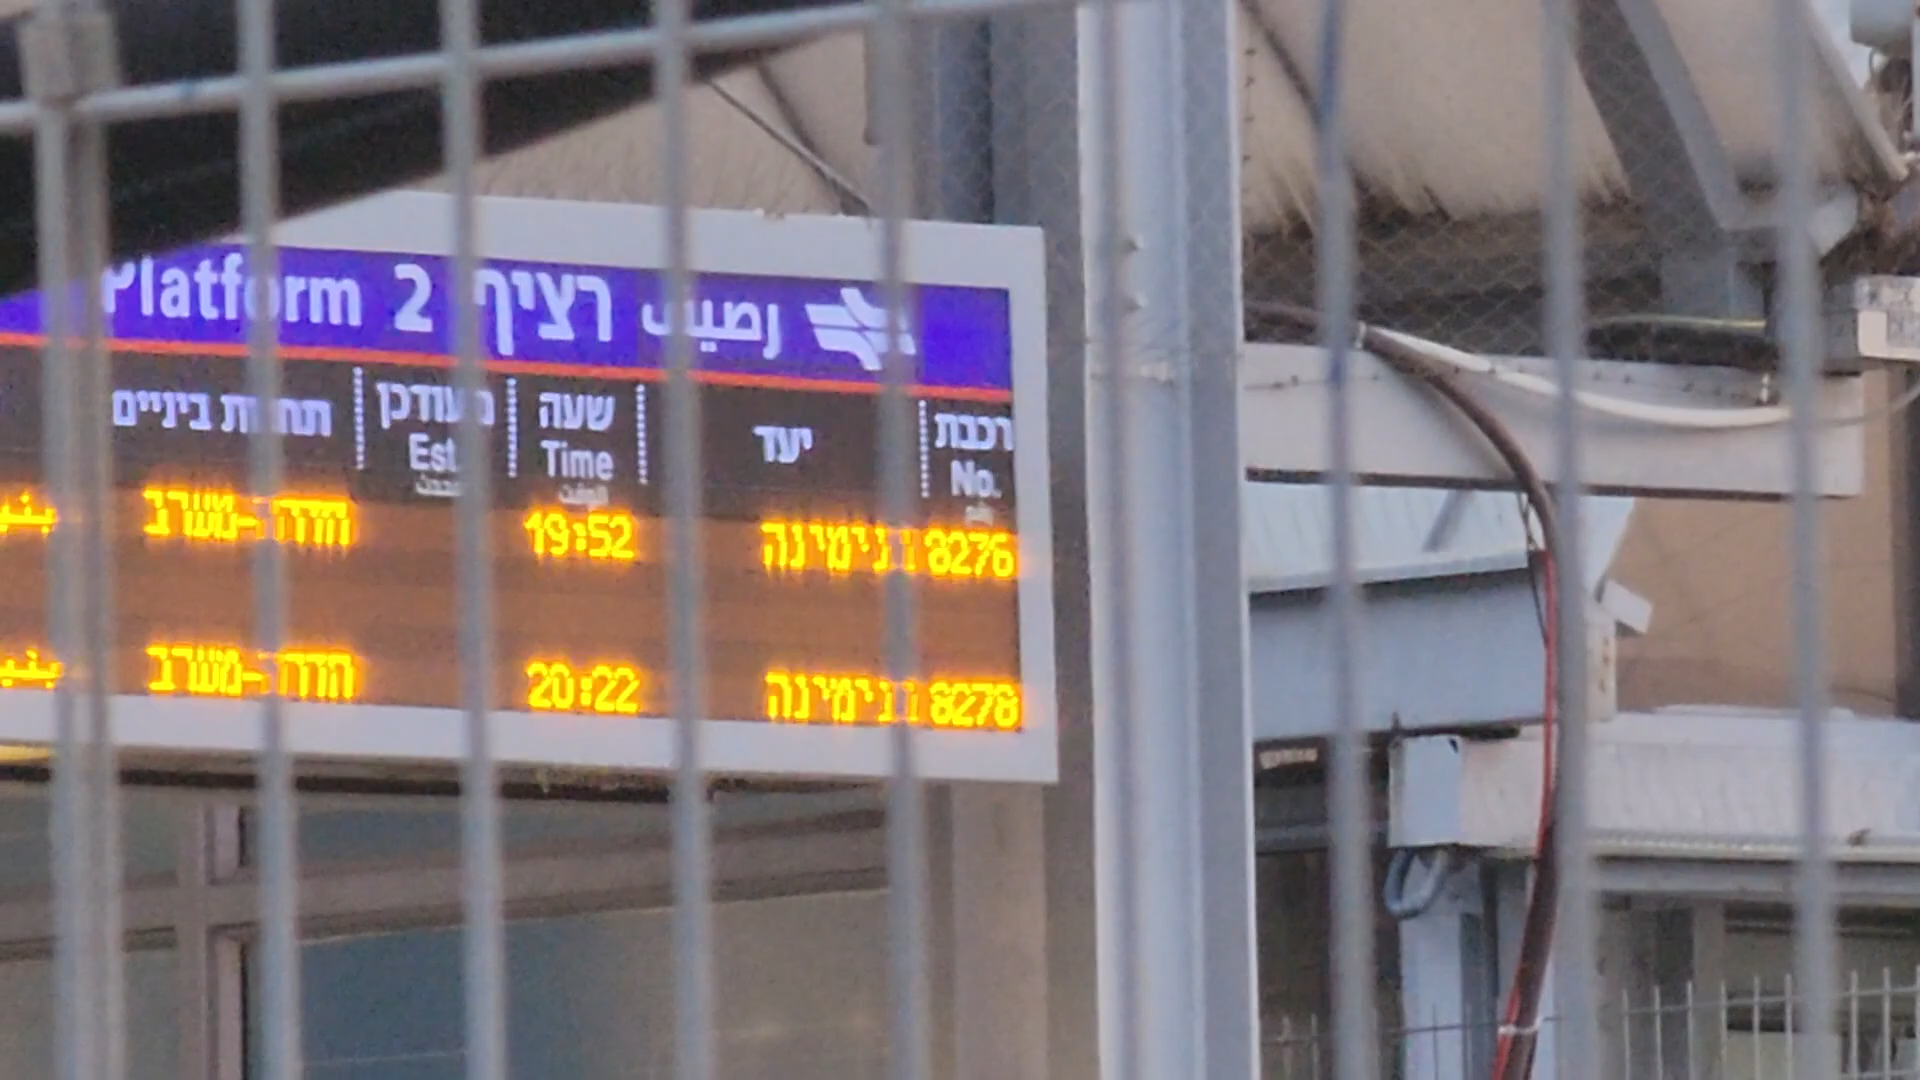 Platform 2 רציף رصيف
רכבת יעד שעה מעודכן תחנות ביניים
No. Time Est.
الوقت
8276 בנימינה 19:52 חדרה-מערב
8278 בנימינה 20:22 חדרה-מערב